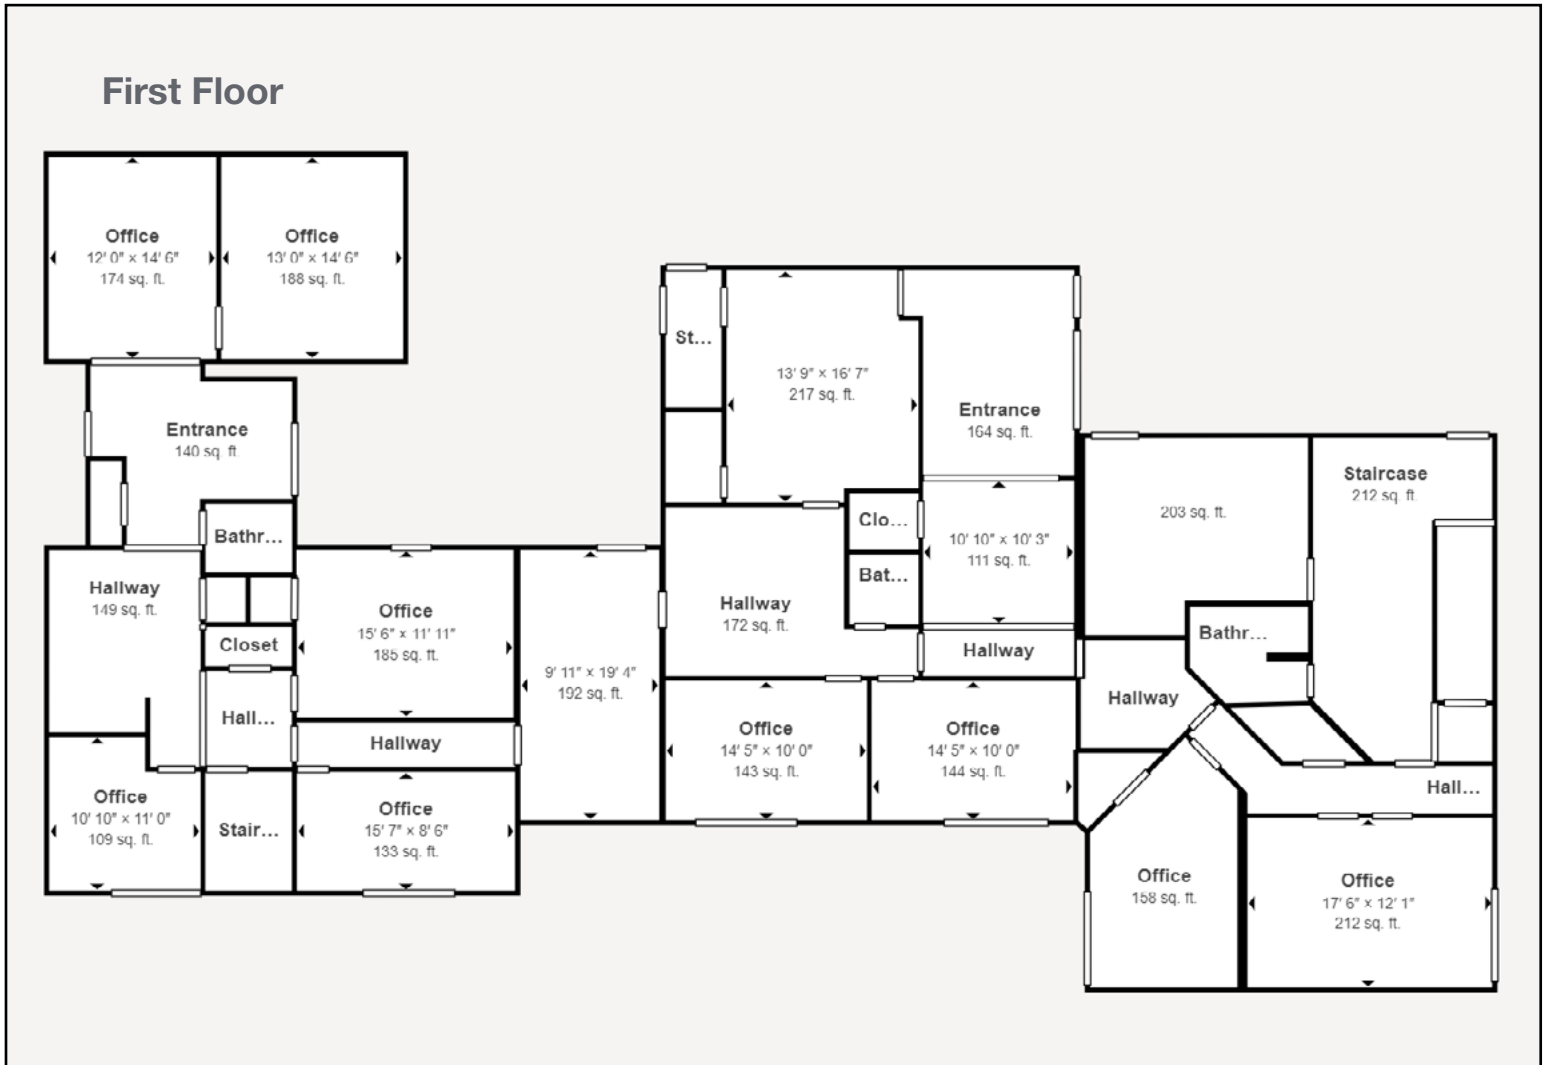 First Floor
Office
12' 0" × 14' 6"
174 sq. ft.
Office
13' 0" × 14' 6"
188 sq. ft.
Entrance
140 sq. ft.
Bathr...
Hallway
149 sq. ft.
Closet
Hall...
Office
10' 10" × 11' 0"
109 sq. ft.
Stair...
Office
15' 6" × 11' 11"
185 sq. ft.
Hallway
Office
15' 7" × 8' 6"
133 sq. ft.
9' 11" × 19' 4"
192 sq. ft.
St...
13' 9" × 16' 7"
217 sq. ft.
Entrance
164 sq. ft.
Clo...
Bat...
10' 10" × 10' 3"
111 sq. ft.
Hallway
172 sq. ft.
Hallway
Office
14' 5" × 10' 0"
143 sq. ft.
Office
14' 5" × 10' 0"
144 sq. ft.
203 sq. ft.
Staircase
212 sq. ft.
Bathr...
Hallway
Hall...
Office
158 sq. ft.
Office
17' 6" × 12' 1"
212 sq. ft.